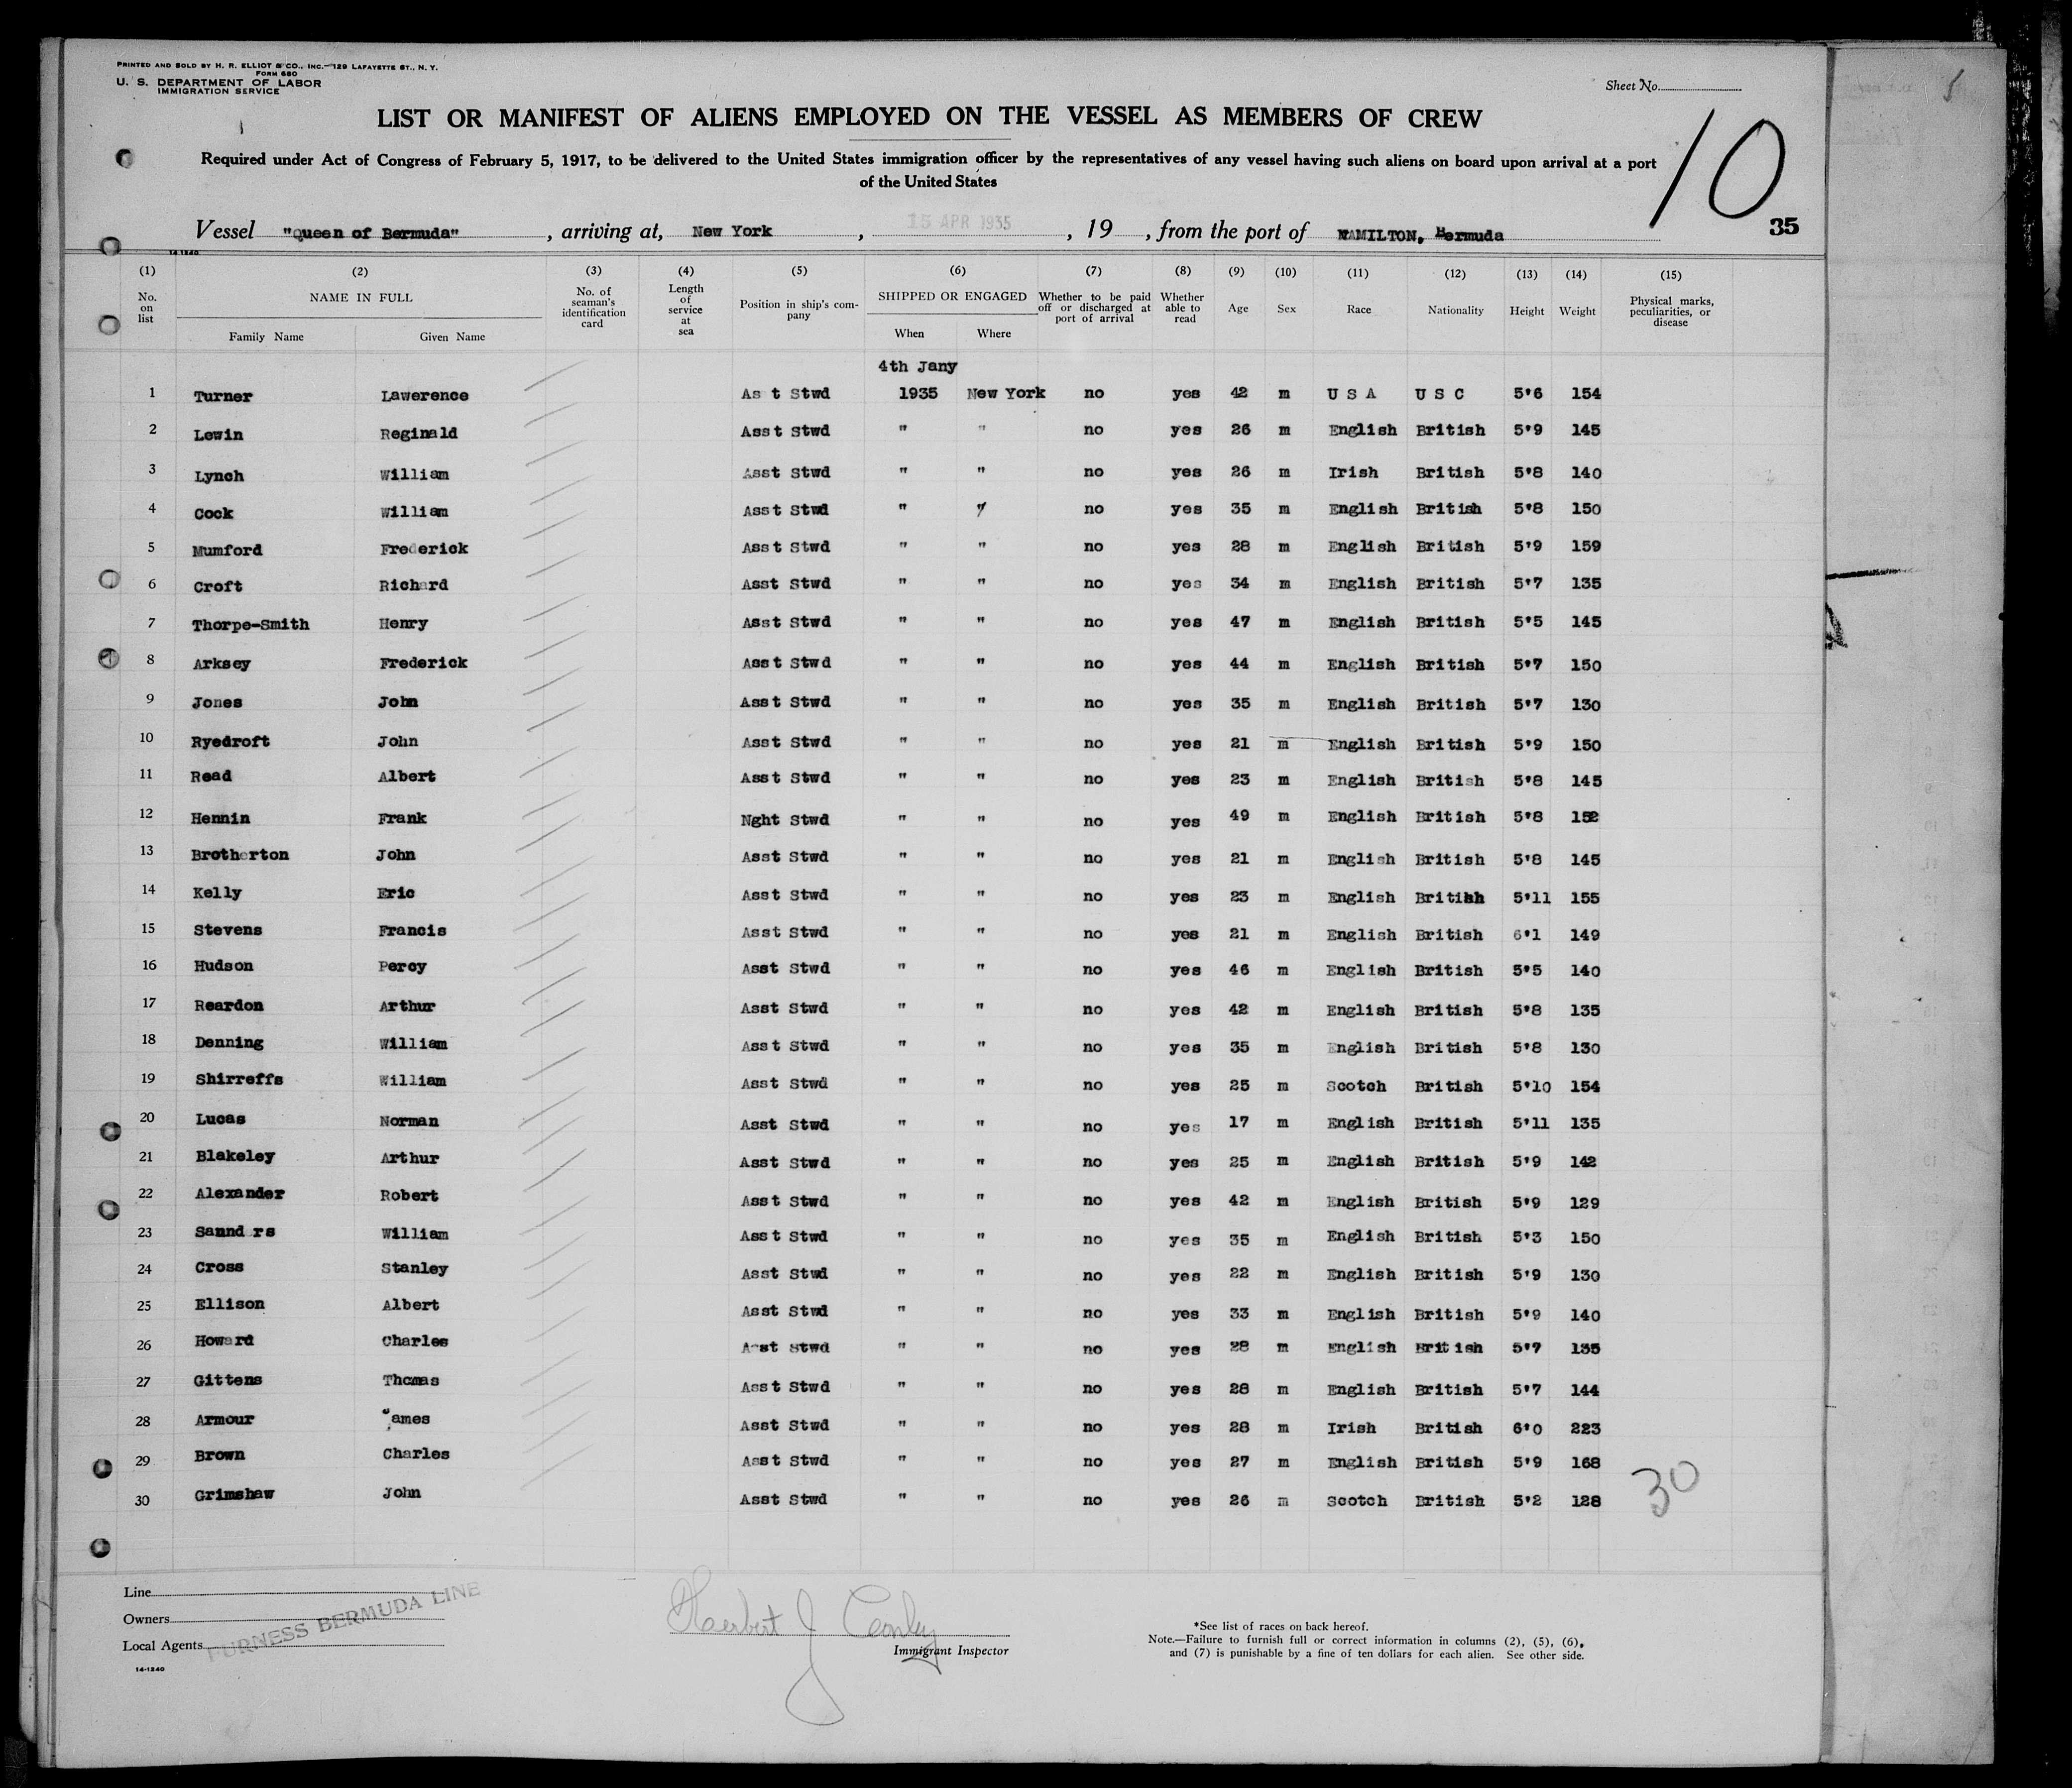 PRINTED AND SOLD BY H. R. ELLIOT & CO., INC.—129 LAFAYETTE ST., N. Y.
FORM 680
U. S. DEPARTMENT OF LABOR
IMMIGRATION SERVICE
Sheet No.
LIST OR MANIFEST OF ALIENS EMPLOYED ON THE VESSEL AS MEMBERS OF CREW
10
Required under Act of Congress of February 5, 1917, to be delivered to the United States immigration officer by the representatives of any vessel having such aliens on board upon arrival at a port
of the United States
Vessel "Queen of Bermuda" , arriving at, New York , 15 APR 1935 , 19 , from the port of HAMILTON, Bermuda 35
14-1240
(1) (2) (3) (4) (5) (6) (7) (8) (9) (10) (11) (12) (13) (14) (15)
No. on list NAME IN FULL Family Name Given Name No. of seaman's identification card Length of service at sea Position in ship's company SHIPPED OR ENGAGED When Where Whether to be paid off or discharged at port of arrival Whether able to read Age Sex Race Nationality Height Weight Physical marks, peculiarities, or disease
4th Jany
1 Turner Lawerence As t Stwd 1935 New York no yes 42 m U S A U S C 5'6 154
2 Lewin Reginald Asst Stwd " " no yes 26 m English British 5'9 145
3 Lynch William Asst Stwd " " no yes 26 m Irish British 5'8 140
4 Cock William Asst Stwd " " no yes 35 m English British 5'8 150
5 Mumford Frederick Asst Stwd " " no yes 28 m English British 5'9 159
6 Croft Richard Asst Stwd " " no yes 34 m English British 5'7 135
7 Thorpe-Smith Henry Asst Stwd " " no yes 47 m English British 5'5 145
8 Arksey Frederick Asst Stwd " " no yes 44 m English British 5'7 150
9 Jones John Asst Stwd " " no yes 35 m English British 5'7 130
10 Ryedroft John Asst Stwd " " no yes 21 m English British 5'9 150
11 Read Albert Asst Stwd " " no yes 23 m English British 5'8 145
12 Hennin Frank Nght Stwd " " no yes 49 m English British 5'8 152
13 Brotherton John Asst Stwd " " no yes 21 m English British 5'8 145
14 Kelly Eric Asst Stwd " " no yes 23 m English British 5'11 155
15 Stevens Francis Asst Stwd " " no yes 21 m English British 6'1 149
16 Hudson Percy Asst Stwd " " no yes 46 m English British 5'5 140
17 Reardon Arthur Asst Stwd " " no yes 42 m English British 5'8 135
18 Denning William Asst Stwd " " no yes 35 m English British 5'8 130
19 Shirreffs William Asst Stwd " " no yes 25 m Scotch British 5'10 154
20 Lucas Norman Asst Stwd " " no yes 17 m English British 5'11 135
21 Blakeley Arthur Asst Stwd " " no yes 25 m English British 5'9 142
22 Alexander Robert Asst Stwd " " no yes 42 m English British 5'9 129
23 Sannd rs William Asst Stwd " " no yes 35 m English British 5'3 150
24 Cross Stanley Asst Stwd " " no yes 22 m English British 5'9 130
25 Ellison Albert Asst Stwd " " no yes 33 m English British 5'9 140
26 Howard Charles Asst Stwd " " no yes 28 m English British 5'7 135
27 Gittens Thomas Asst Stwd " " no yes 28 m English British 5'7 144
28 Armour James Asst Stwd " " no yes 28 m Irish British 6'0 223
29 Brown Charles Asst Stwd " " no yes 27 m English British 5'9 168
30 Grimshaw John Asst Stwd " " no yes 26 m Scotch British 5'2 128
30
Line
Owners
Local Agents
FURNESS BERMUDA LINE
14-1240
Herbert J Conley
Immigrant Inspector
*See list of races on back hereof.
Note.—Failure to furnish full or correct information in columns (2), (5), (6),
and (7) is punishable by a fine of ten dollars for each alien. See other side.